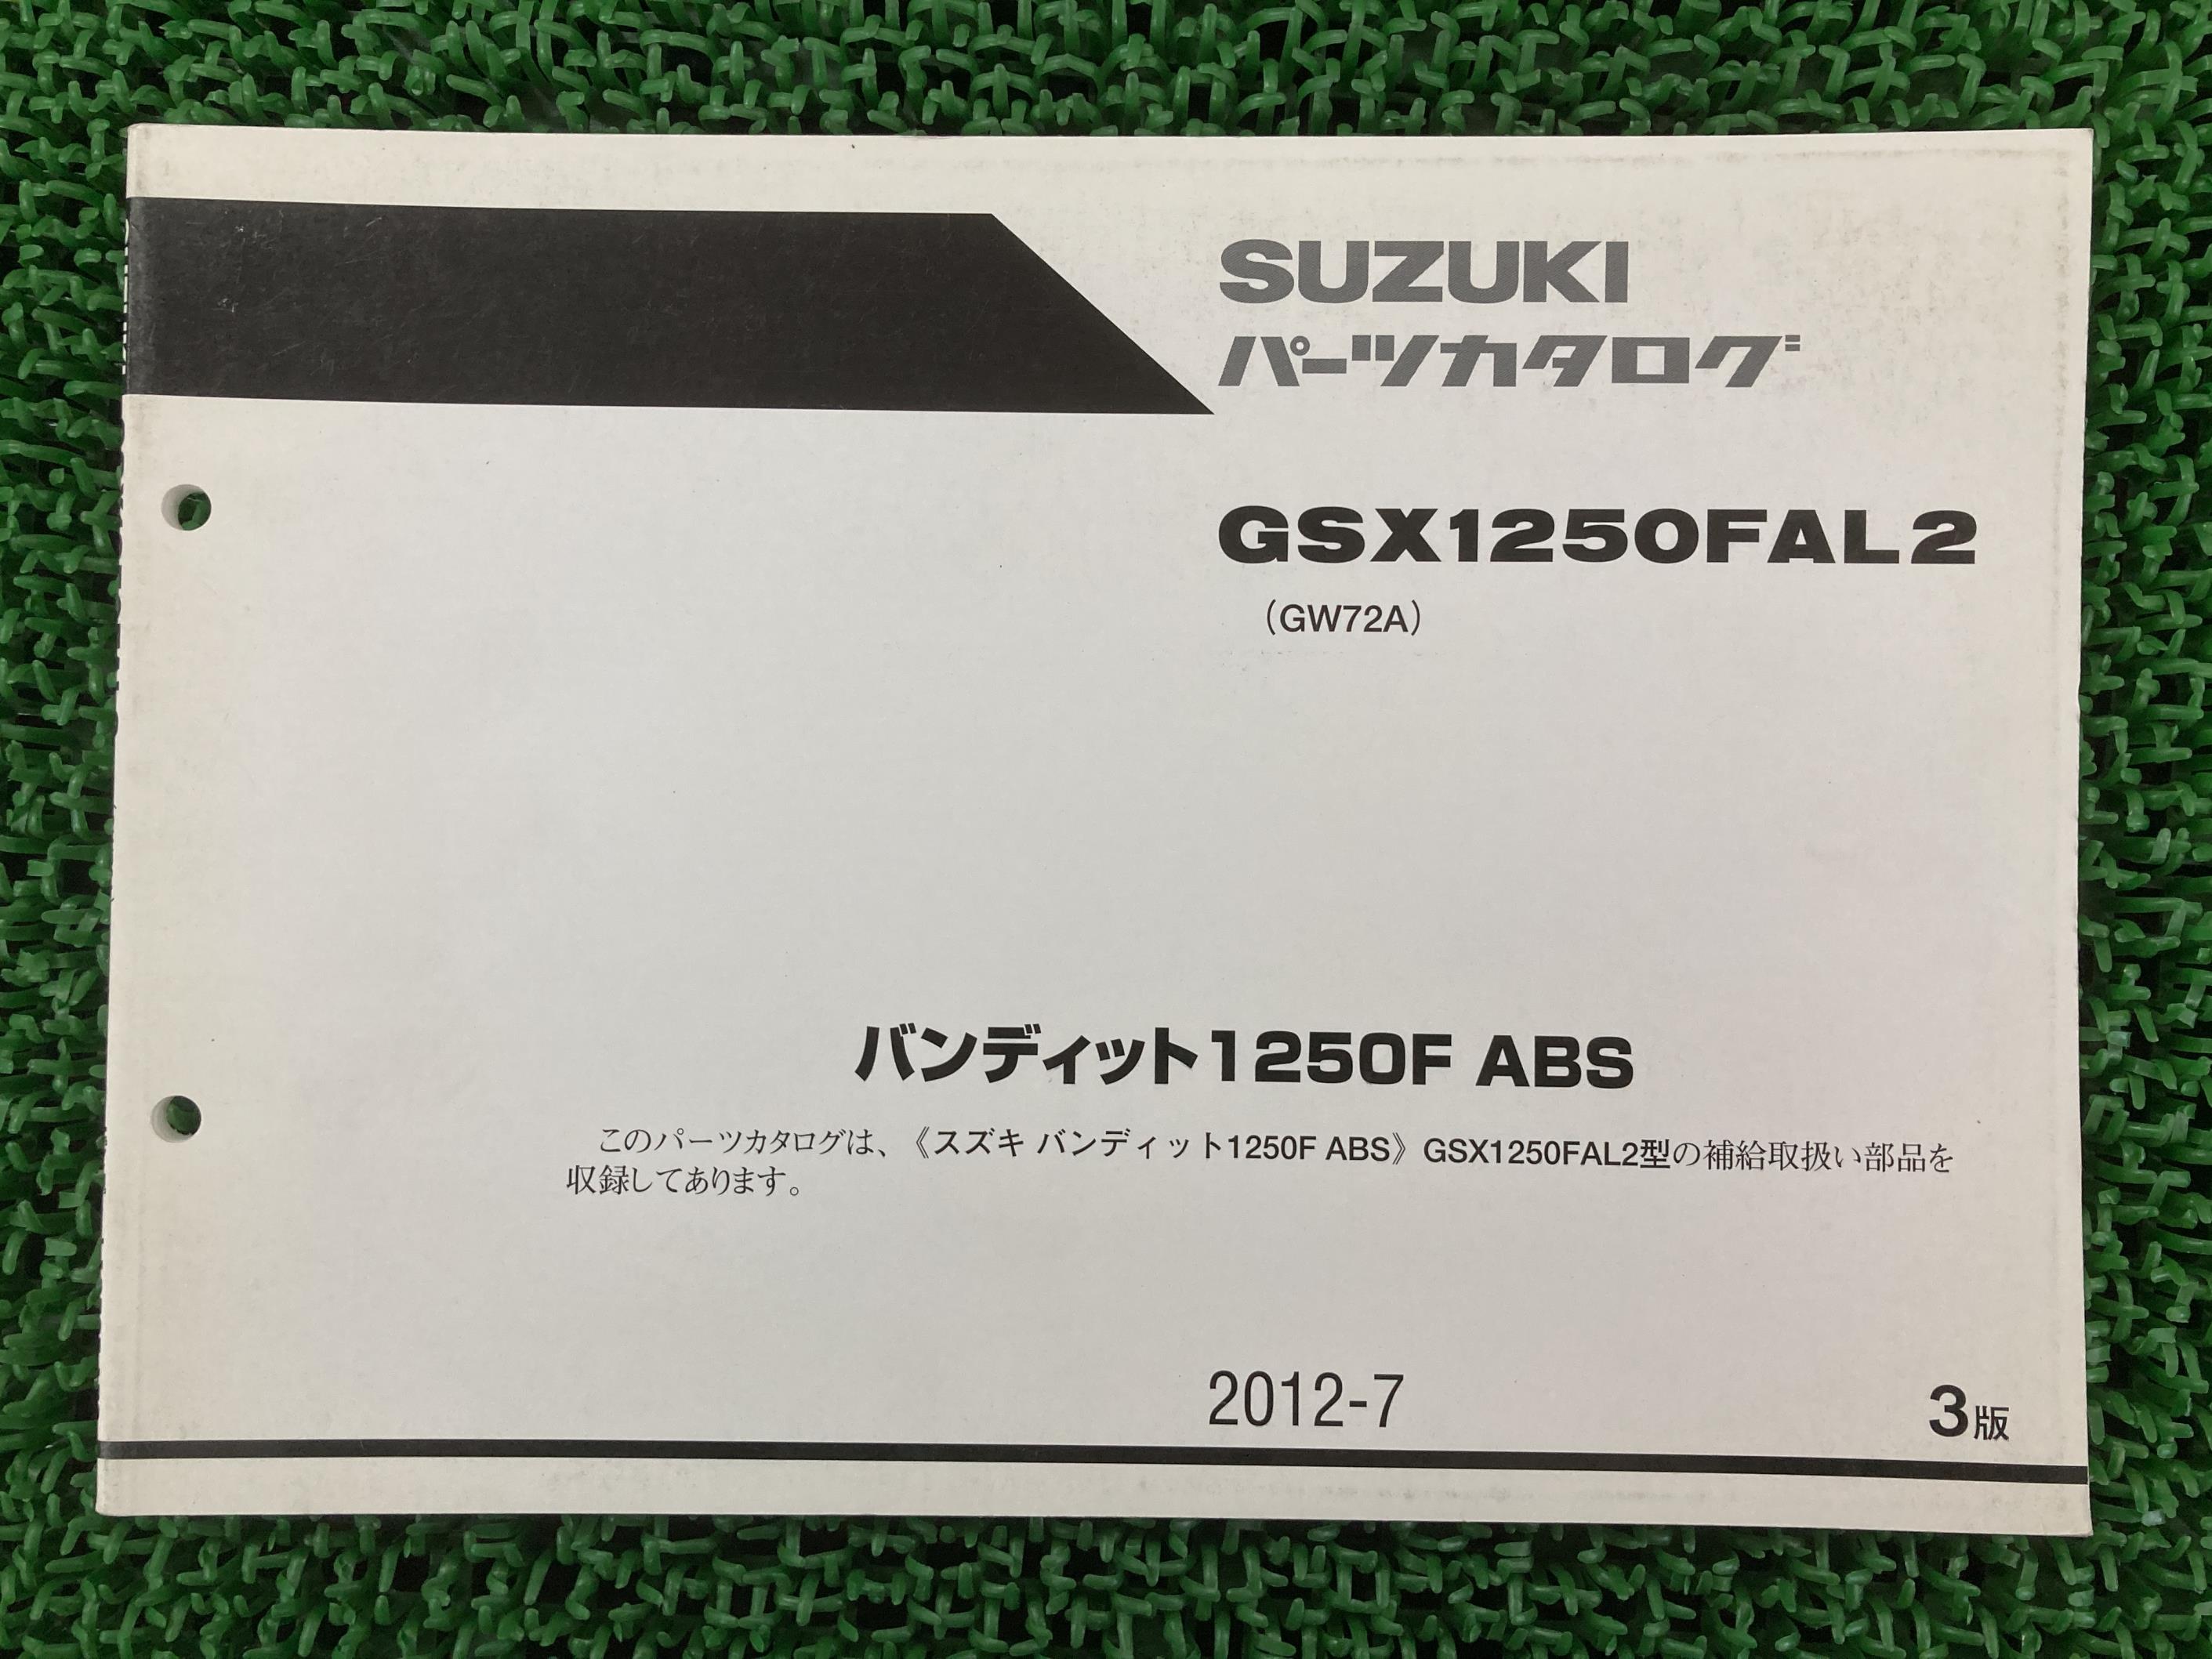 SUZUKI
パーツカタログ
GSX1250FAL2
（GW72A）
バンディット1250F ABS
このパーツカタログは、《スズキ バンディット1250F ABS》GSX1250FAL2型の補給取扱い部品を
収録してあります。
2012-7
3版